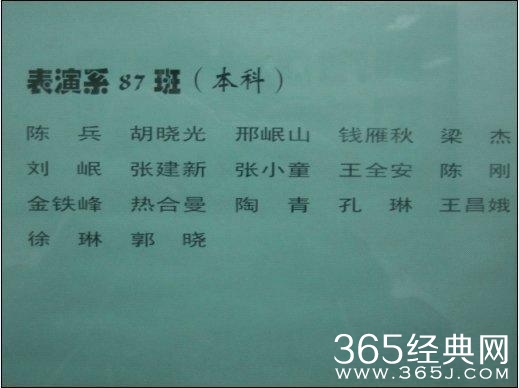 表演系87班（本科）
陈 兵 胡晓光 邢岷山 钱雁秋 梁 杰
刘 岷 张建新 张小童 王全安 陈 刚
金铁峰 热合曼 陶 青 孔 琳 王昌娥
徐 琳 郭 晓
365经典网
www.365J.com